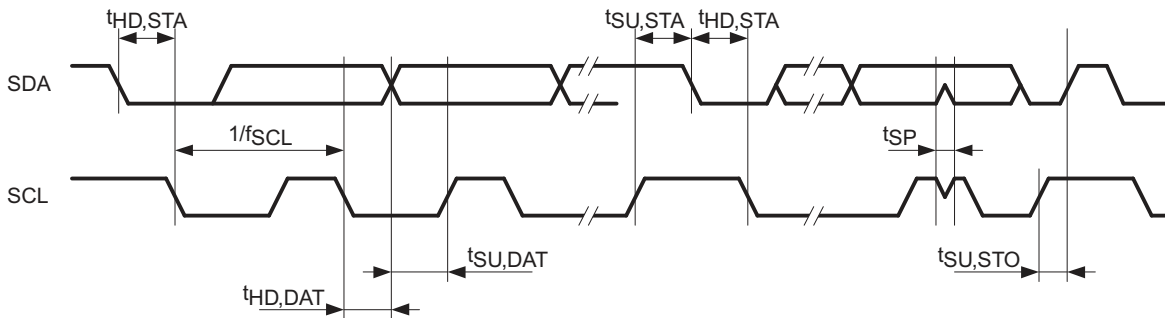 tHD,STA
tSU,STA tHD,STA
SDA
1/fSCL
tSP
SCL
tSU,DAT
tSU,STO
tHD,DAT